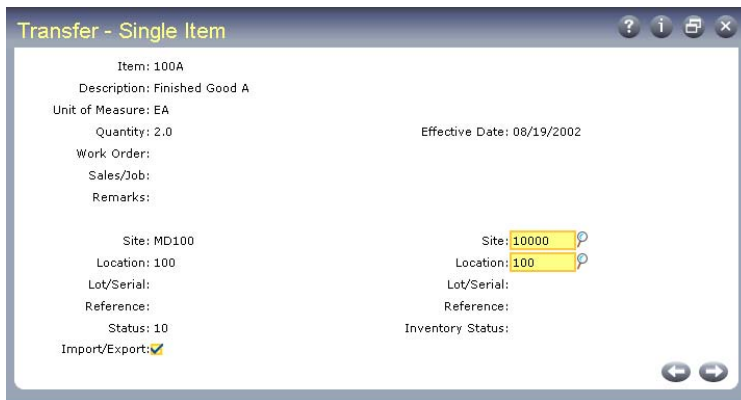 Transfer - Single Item
Item: 100A
Description: Finished Good A
Unit of Measure: EA
Quantity: 2.0 Effective Date: 08/19/2002
Work Order:
Sales/Job:
Remarks:
Site: MD100 Site: 10000
Location: 100 Location: 100
Lot/Serial: Lot/Serial:
Reference: Reference:
Status: 10 Inventory Status:
Import/Export: